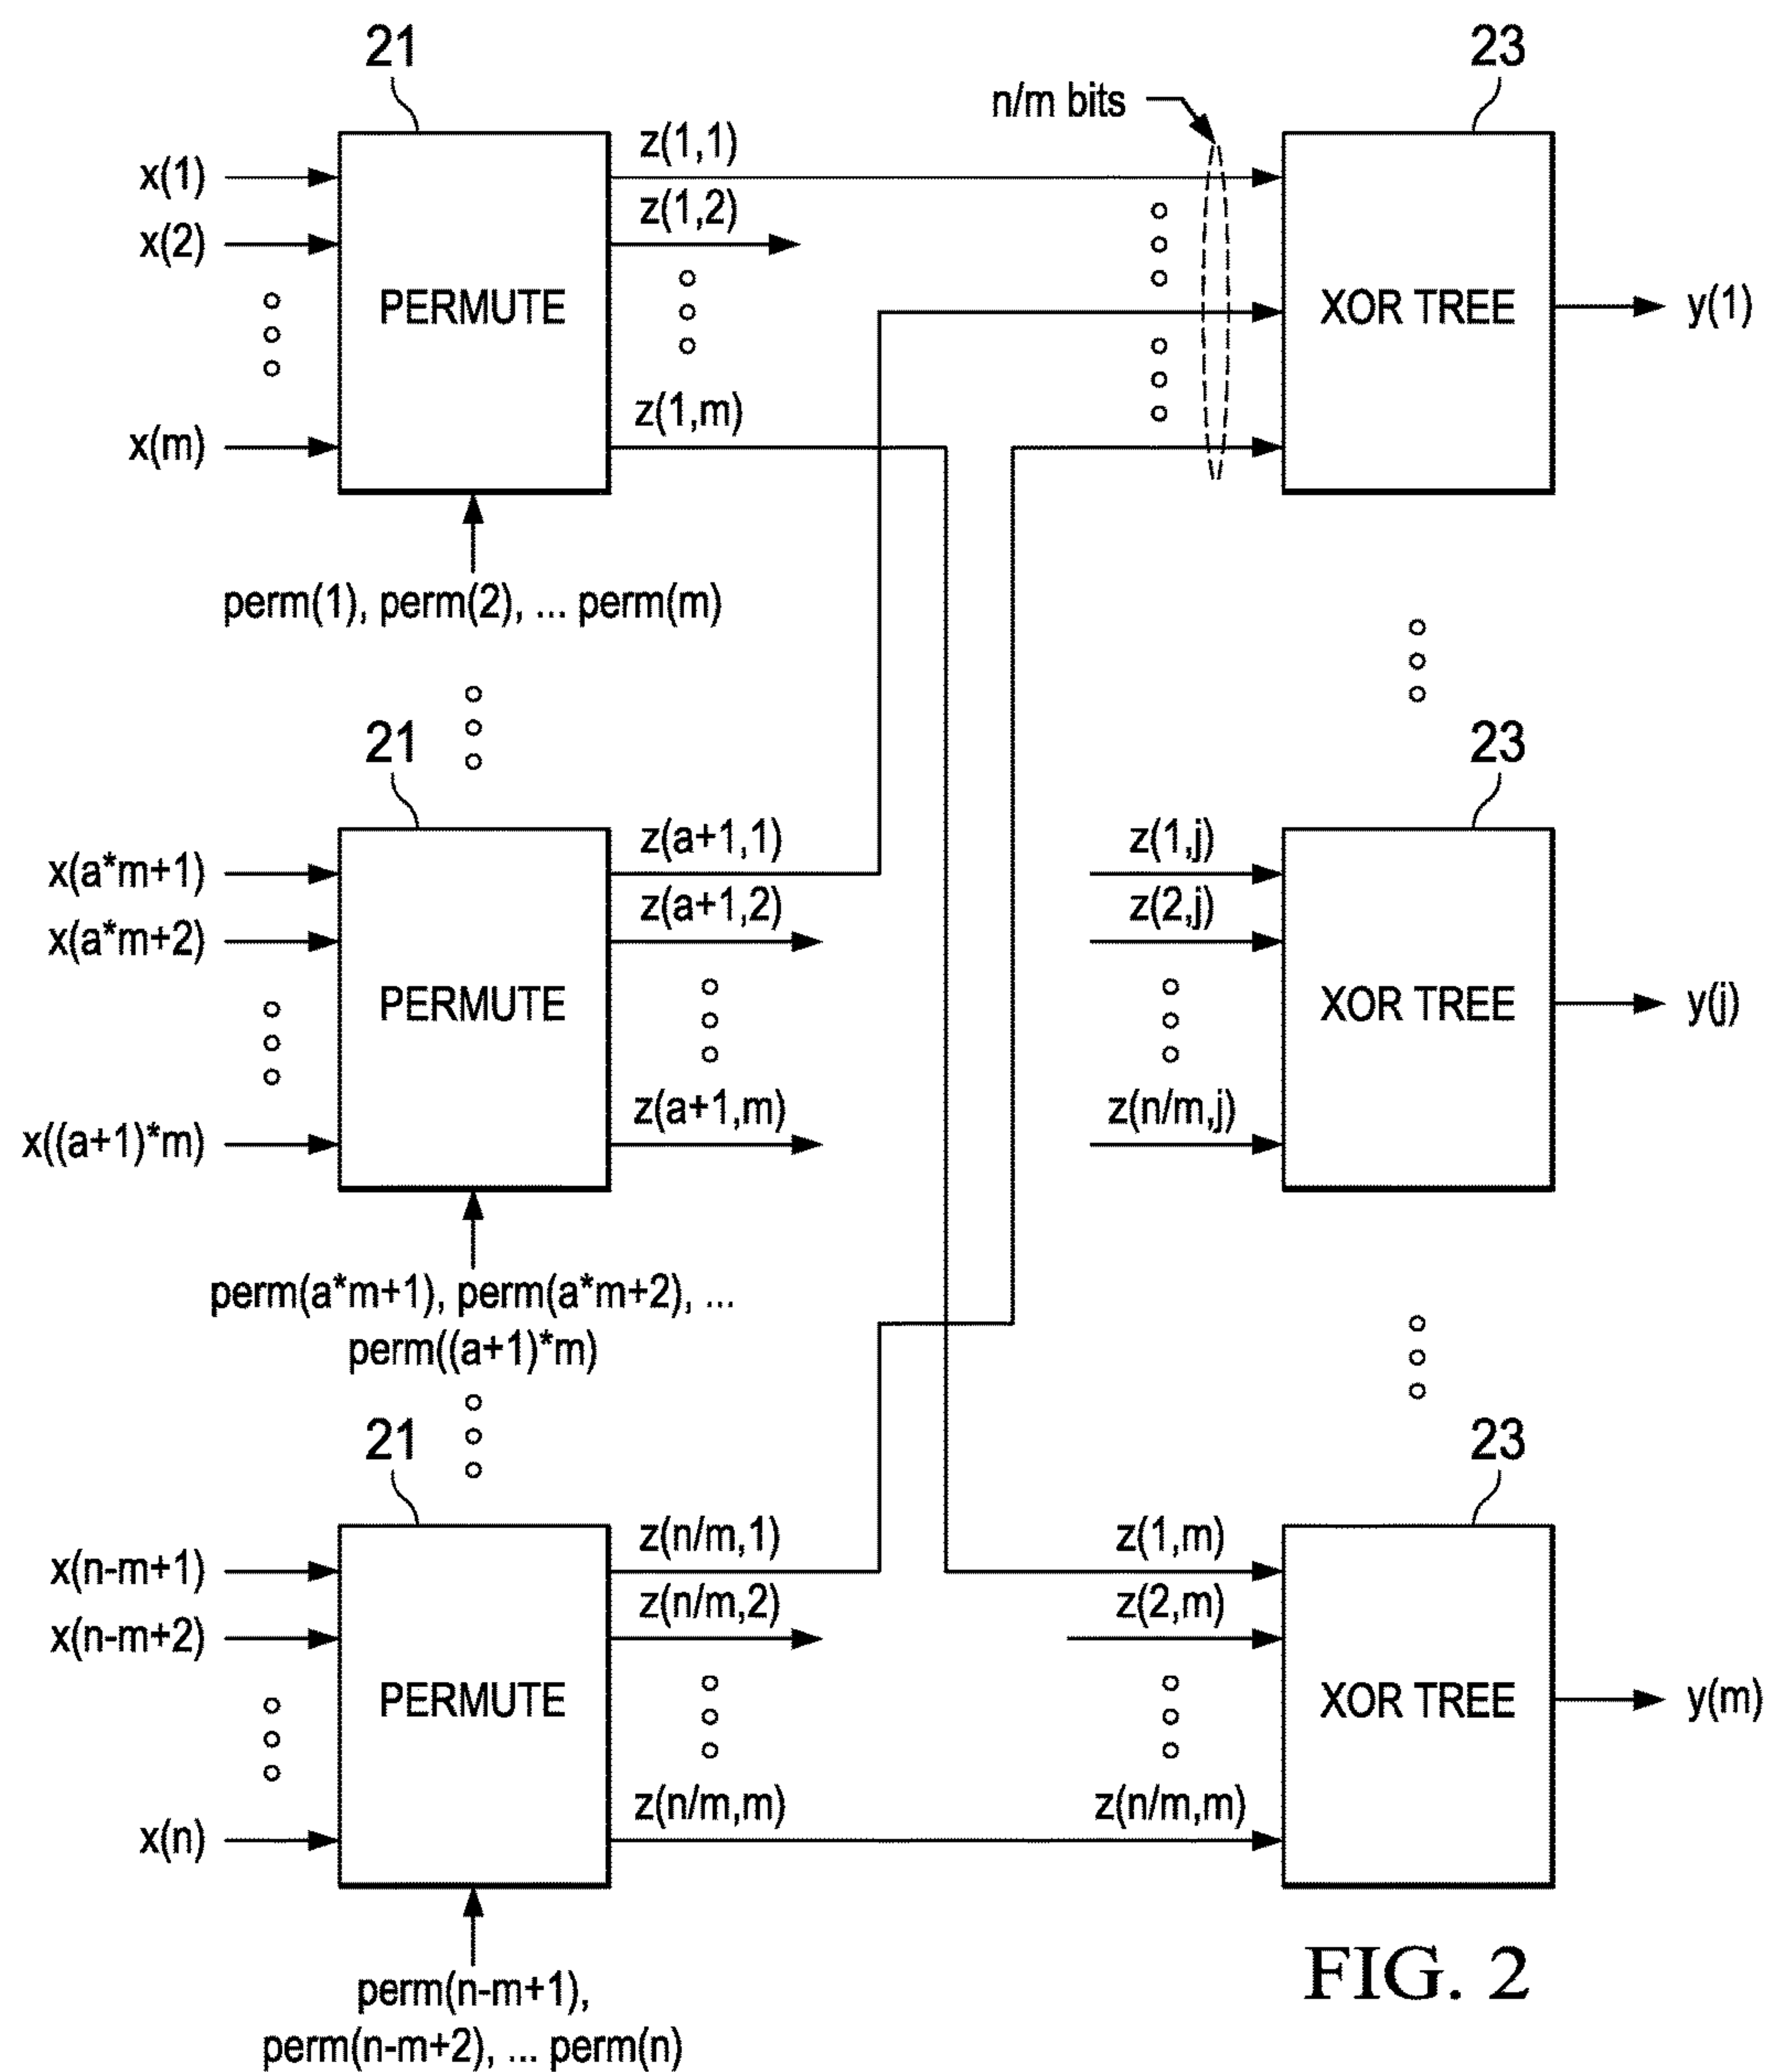 21
23
n/m bits
x(1)
z(1,1)
x(2)
z(1,2)
PERMUTE
XOR TREE
y(1)
x(m)
z(1,m)
perm(1), perm(2), ... perm(m)
21
23
x(a*m+1)
z(a+1,1)
z(1,j)
x(a*m+2)
z(a+1,2)
z(2,j)
PERMUTE
XOR TREE
y(j)
x((a+1)*m)
z(a+1,m)
z(n/m,j)
perm(a*m+1), perm(a*m+2), ...
perm((a+1)*m)
21
23
x(n-m+1)
z(n/m,1)
z(1,m)
x(n-m+2)
z(n/m,2)
z(2,m)
PERMUTE
XOR TREE
y(m)
x(n)
z(n/m,m)
z(n/m,m)
perm(n-m+1),
perm(n-m+2), ... perm(n)
FIG. 2